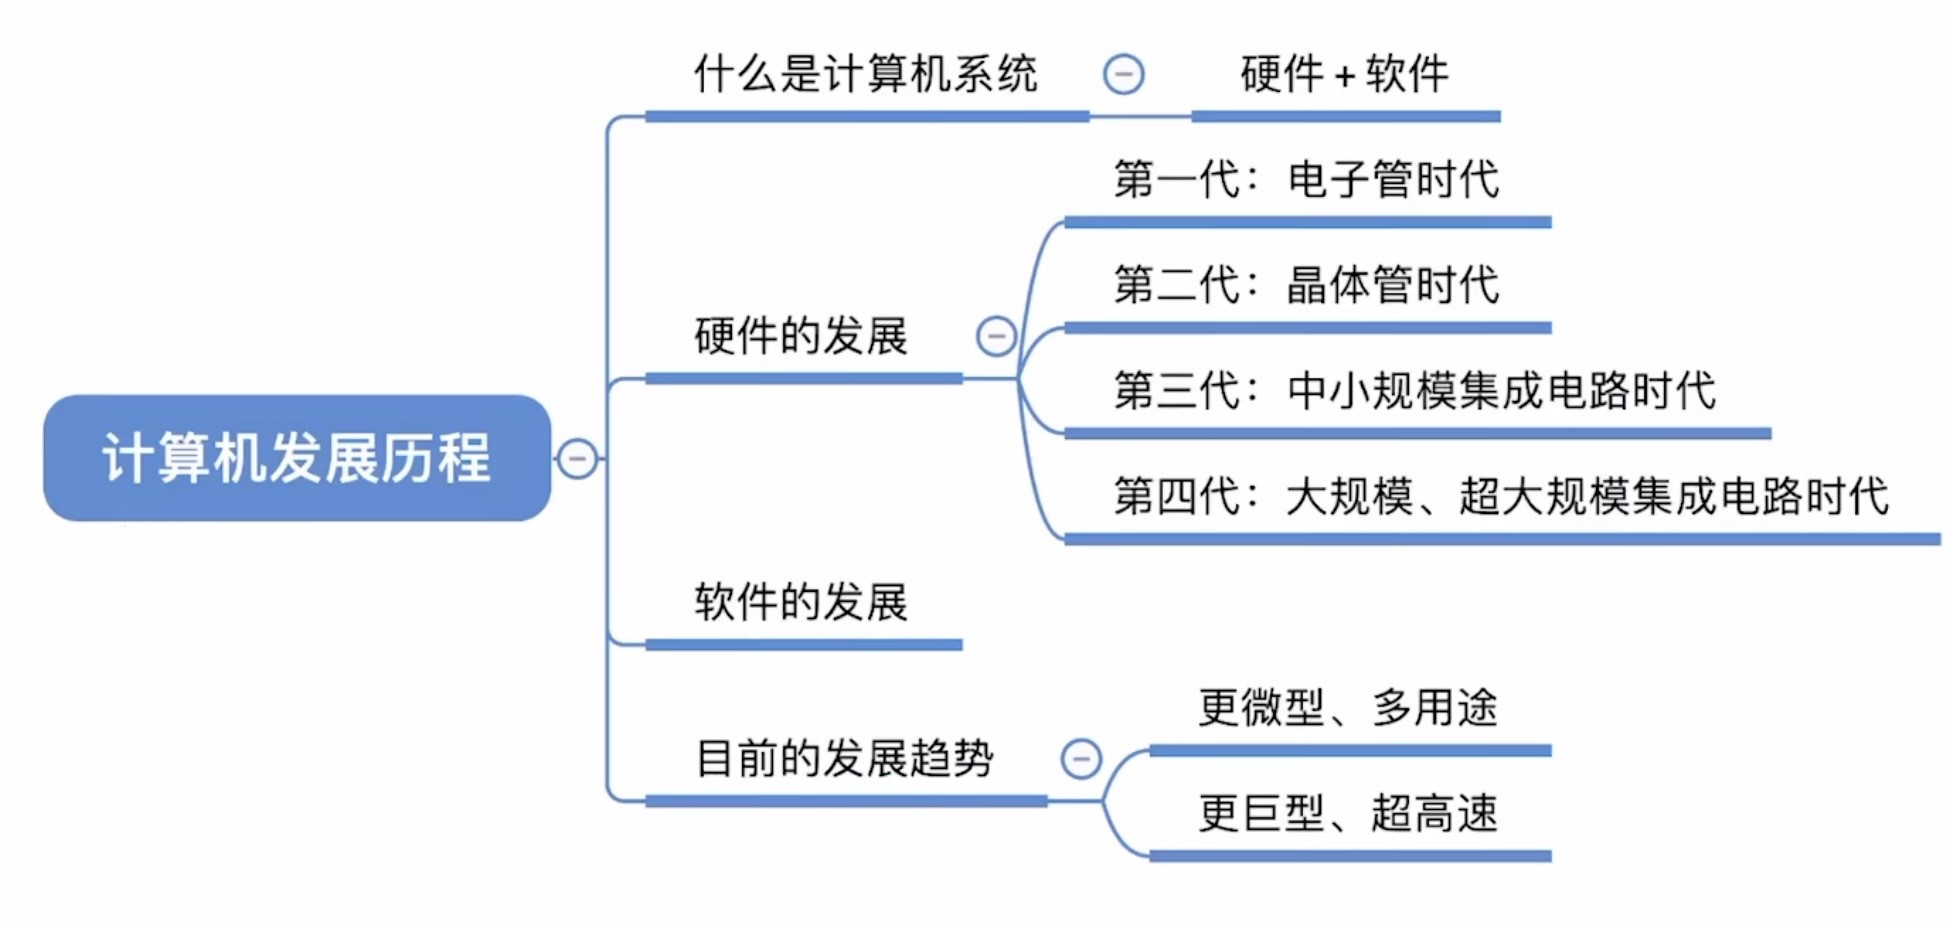 计算机发展历程
什么是计算机系统
硬件+软件
硬件的发展
第一代：电子管时代
第二代：晶体管时代
第三代：中小规模集成电路时代
第四代：大规模、超大规模集成电路时代
软件的发展
目前的发展趋势
更微型、多用途
更巨型、超高速